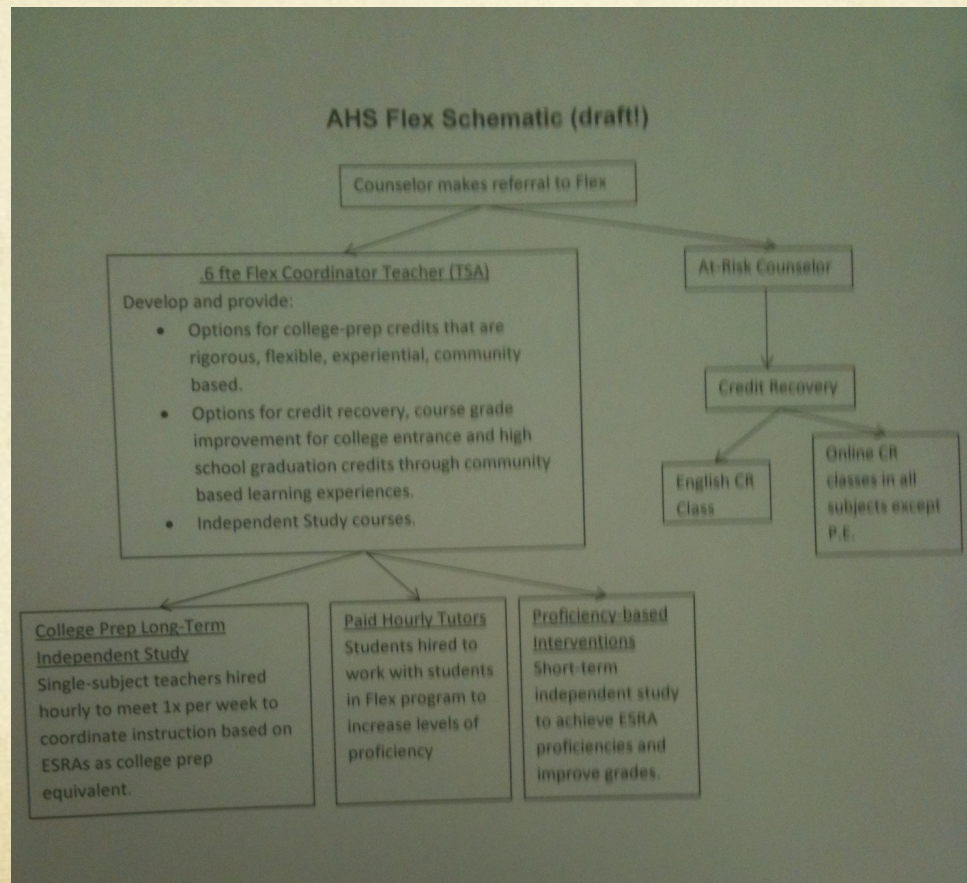 AHS Flex Schematic (draft!)
Counselor makes referral to Flex
.6 fte Flex Coordinator Teacher (TSA)
Develop and provide:
• Options for college-prep credits that are
rigorous, flexible, experiential, community
based.
• Options for credit recovery, course grade
improvement for college entrance and high
school graduation credits through community
based learning experiences.
• Independent Study courses.
At-Risk Counselor
Credit Recovery
English CR
Class
Online CR
classes in all
subjects except
P.E.
College Prep Long-Term
Independent Study
Single-subject teachers hired
hourly to meet 1x per week to
coordinate instruction based on
ESRAs as college prep
equivalent.
Paid Hourly Tutors
Students hired to
work with students
in Flex program to
increase levels of
proficiency
Proficiency-based
Interventions
Short-term
independent study
to achieve ESRA
proficiencies and
improve grades.